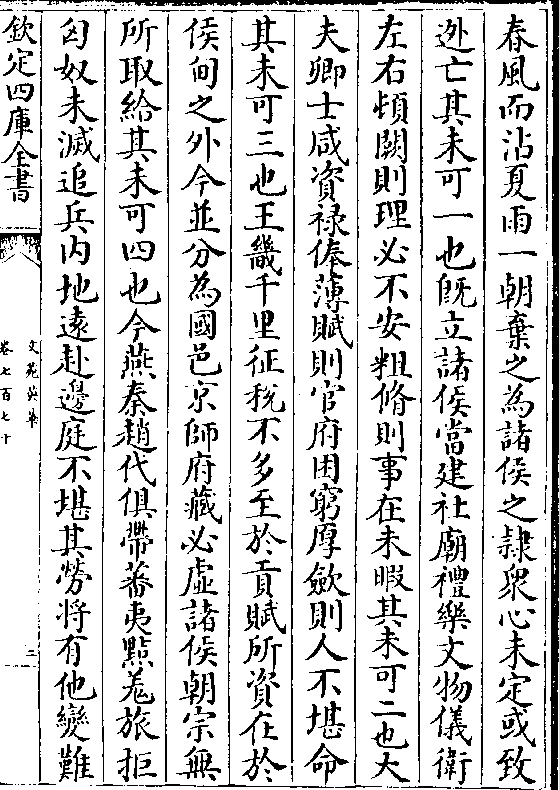 春風而沾夏雨一朝棄之為諸侯之隷衆心未定或致
迯亡其未可一也既立諸侯當建社廟禮樂文物儀衛
左右頓闕則理必不安粗脩則事在未暇其未可二也大
夫卿士咸資禄俸薄賦則官府困窮厚斂則人不堪命
其未可三也王畿千里征税不多至於貢賦所資在於
侯甸之外今並分為國邑京師府藏必虚諸侯朝宗無
所取給其未可四也今燕秦趙代俱帶蕃夷黠羗旅拒
匈奴未滅追兵内地逺赴邊庭不堪其勞将有他變難
欽定四庫全書
文苑英華
卷七百七十
三